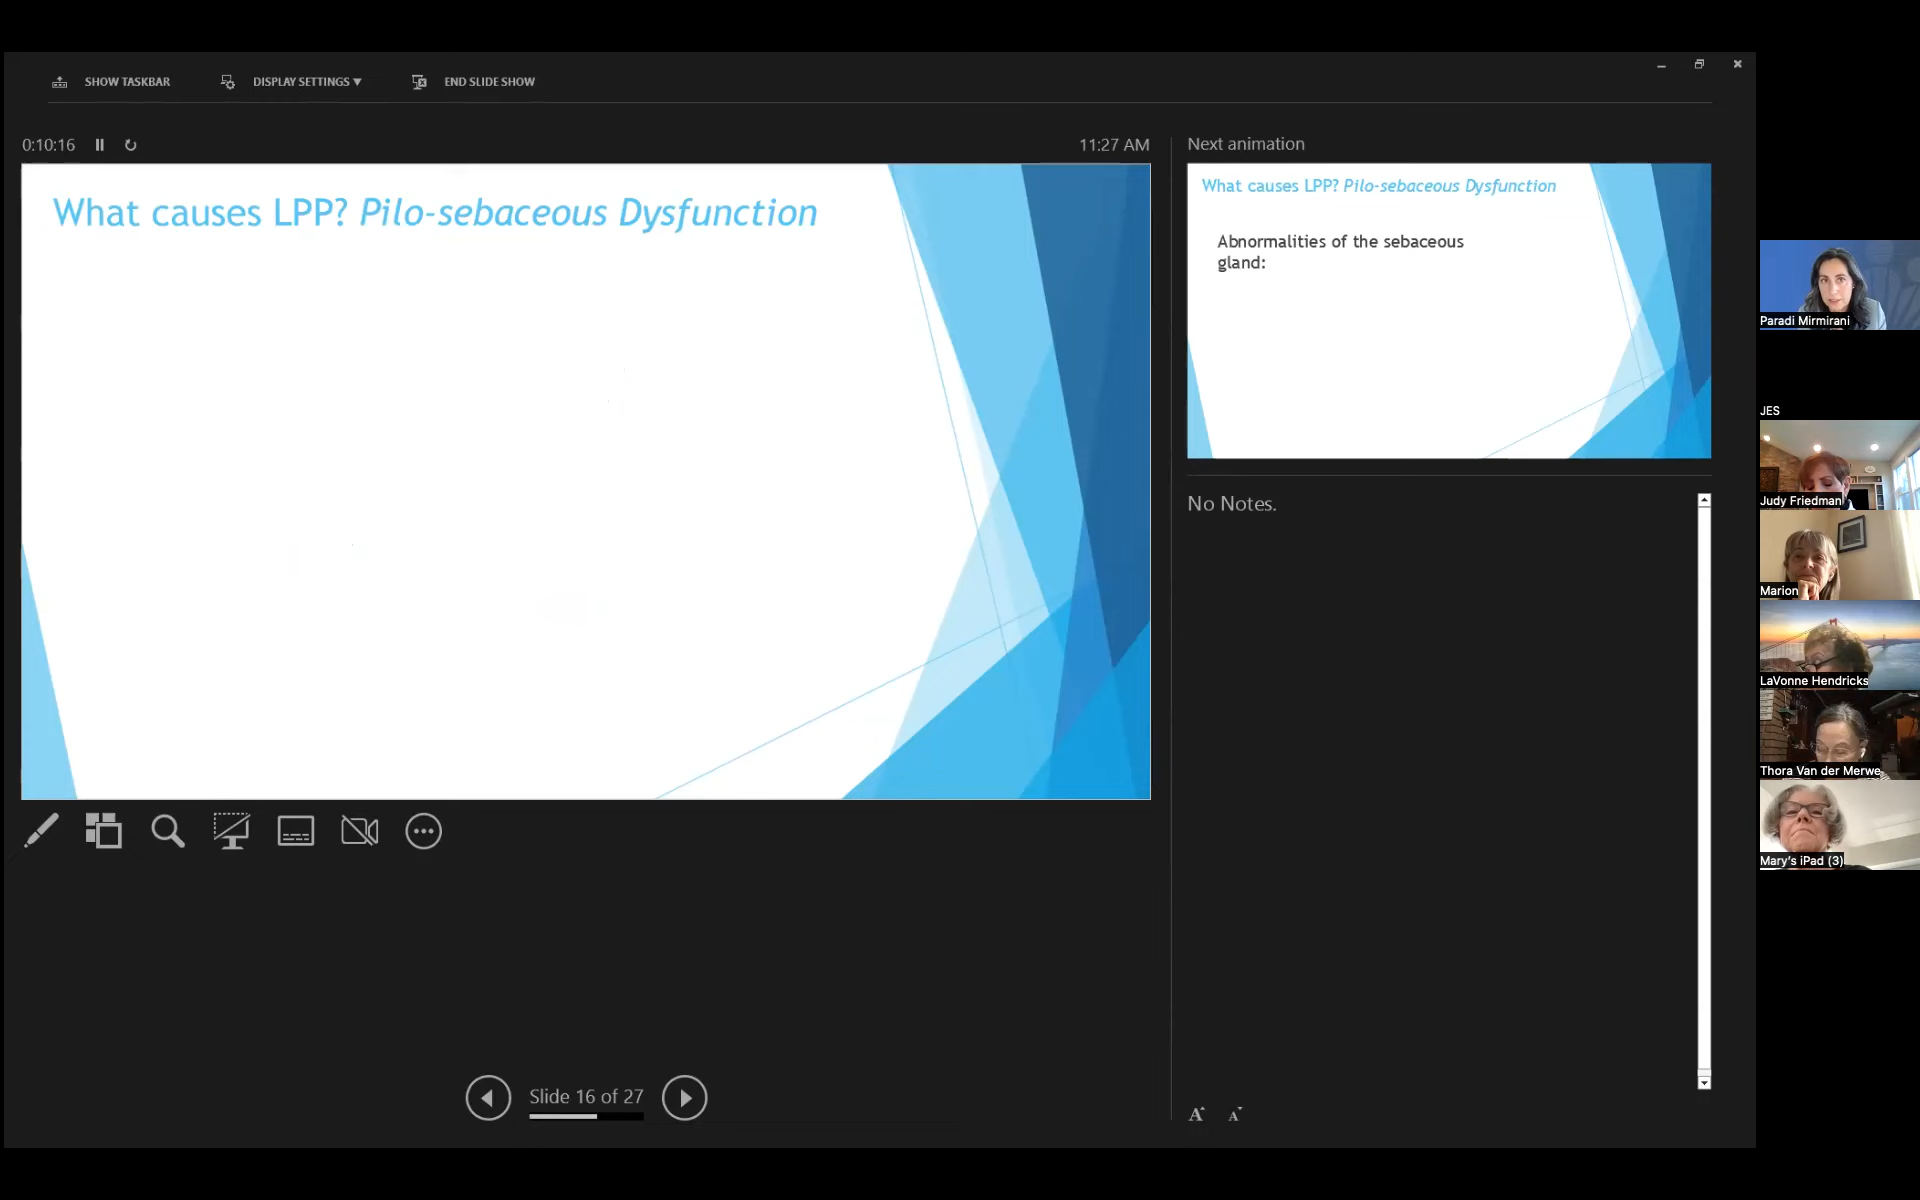 SHOW TASKBAR
DISPLAY SETTINGS ▼
END SLIDE SHOW
0:10:16
11:27 AM
What causes LPP? Pilo-sebaceous Dysfunction
Next animation
What causes LPP? Pilo-sebaceous Dysfunction
Abnormalities of the sebaceous
gland:
No Notes.
Slide 16 of 27
A A
Paradi Mirmirani
JES
Judy Friedman
Marion
LaVonne Hendricks
Thora Van der Merwe
Mary's iPad (3)